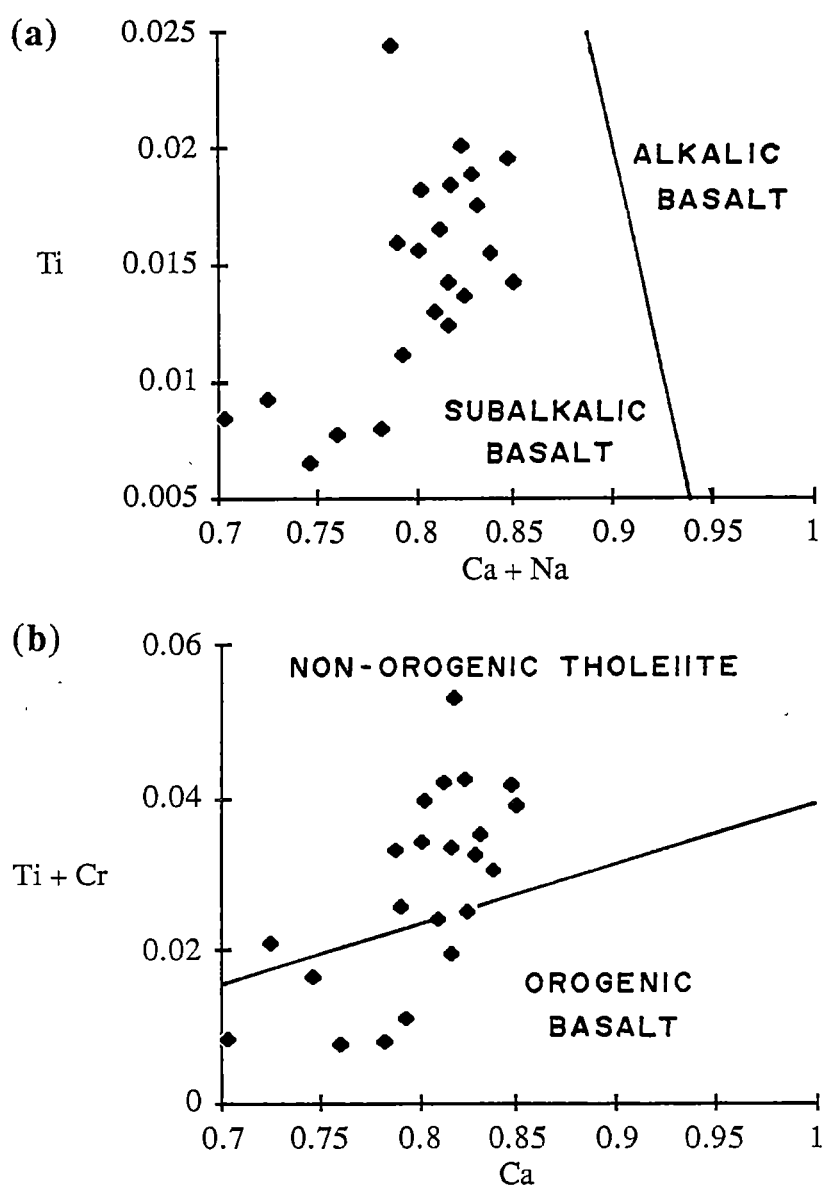 (a)
0.025
0.02
0.015
0.01
0.005
Ti
ALKALIC
BASALT
SUBALKALIC
BASALT
0.7 0.75 0.8 0.85 0.9 0.95 1
Ca + Na
(b)
0.06
0.04
0.02
0
Ti + Cr
NON-OROGENIC THOLEIITE
OROGENIC
BASALT
0.7 0.75 0.8 0.85 0.9 0.95 1
Ca